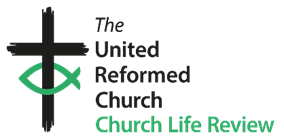 The
United
Reformed
Church
Church Life Review